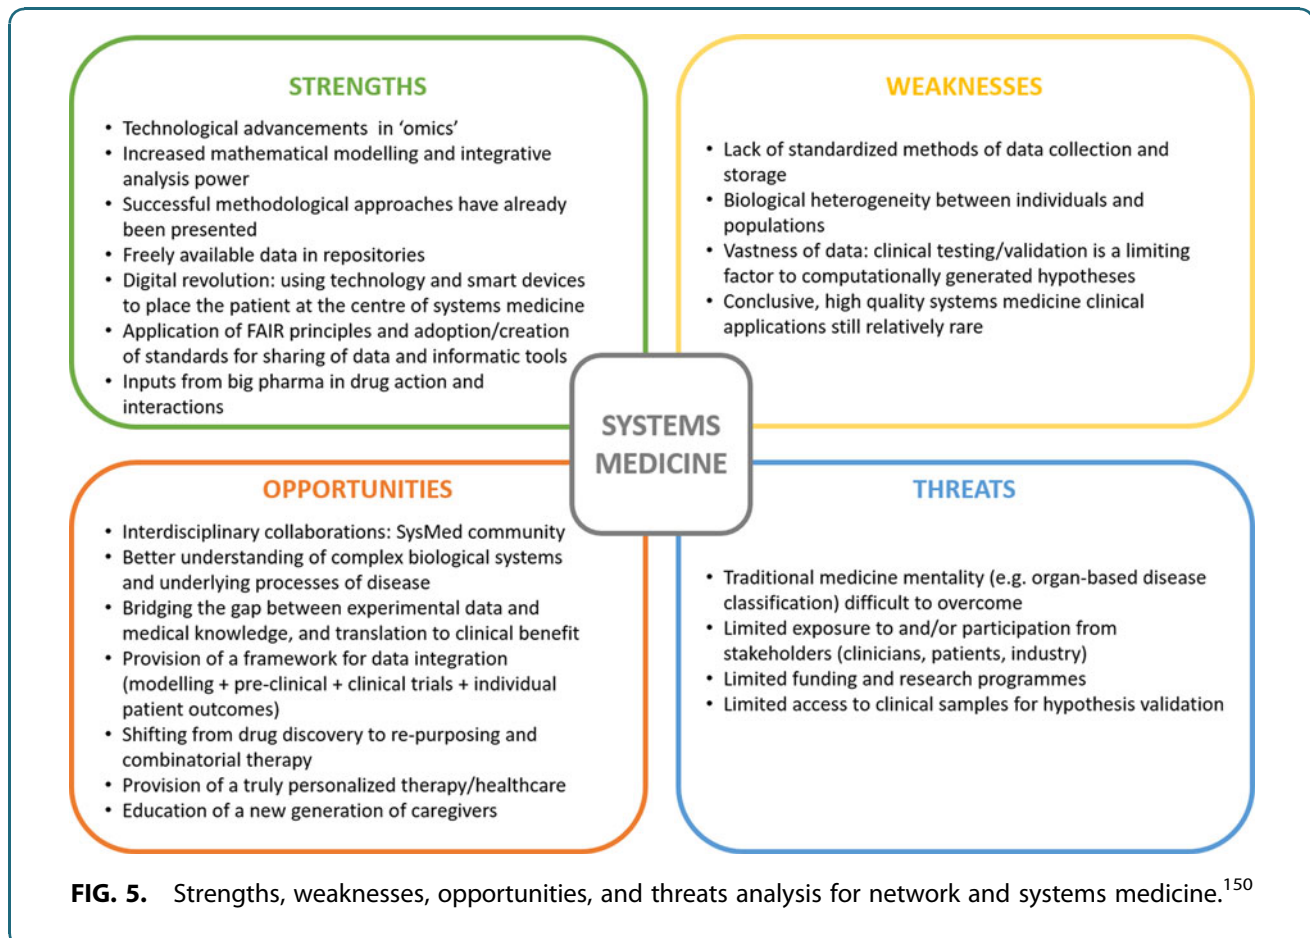 STRENGTHS
• Technological advancements in ‘omics’
• Increased mathematical modelling and integrative
analysis power
• Successful methodological approaches have already
been presented
• Freely available data in repositories
• Digital revolution: using technology and smart devices
to place the patient at the centre of systems medicine
• Application of FAIR principles and adoption/creation
of standards for sharing of data and informatic tools
• Inputs from big pharma in drug action and
interactions
WEAKNESSES
• Lack of standardized methods of data collection and
storage
• Biological heterogeneity between individuals and
populations
• Vastness of data: clinical testing/validation is a limiting
factor to computationally generated hypotheses
• Conclusive, high quality systems medicine clinical
applications still relatively rare
SYSTEMS
MEDICINE
OPPORTUNITIES
• Interdisciplinary collaborations: SysMed community
• Better understanding of complex biological systems
and underlying processes of disease
• Bridging the gap between experimental data and
medical knowledge, and translation to clinical benefit
• Provision of a framework for data integration
(modelling + pre-clinical + clinical trials + individual
patient outcomes)
• Shifting from drug discovery to re-purposing and
combinatorial therapy
• Provision of a truly personalized therapy/healthcare
• Education of a new generation of caregivers
THREATS
• Traditional medicine mentality (e.g. organ-based disease
classification) difficult to overcome
• Limited exposure to and/or participation from
stakeholders (clinicians, patients, industry)
• Limited funding and research programmes
• Limited access to clinical samples for hypothesis validation
FIG. 5. Strengths, weaknesses, opportunities, and threats analysis for network and systems medicine.150